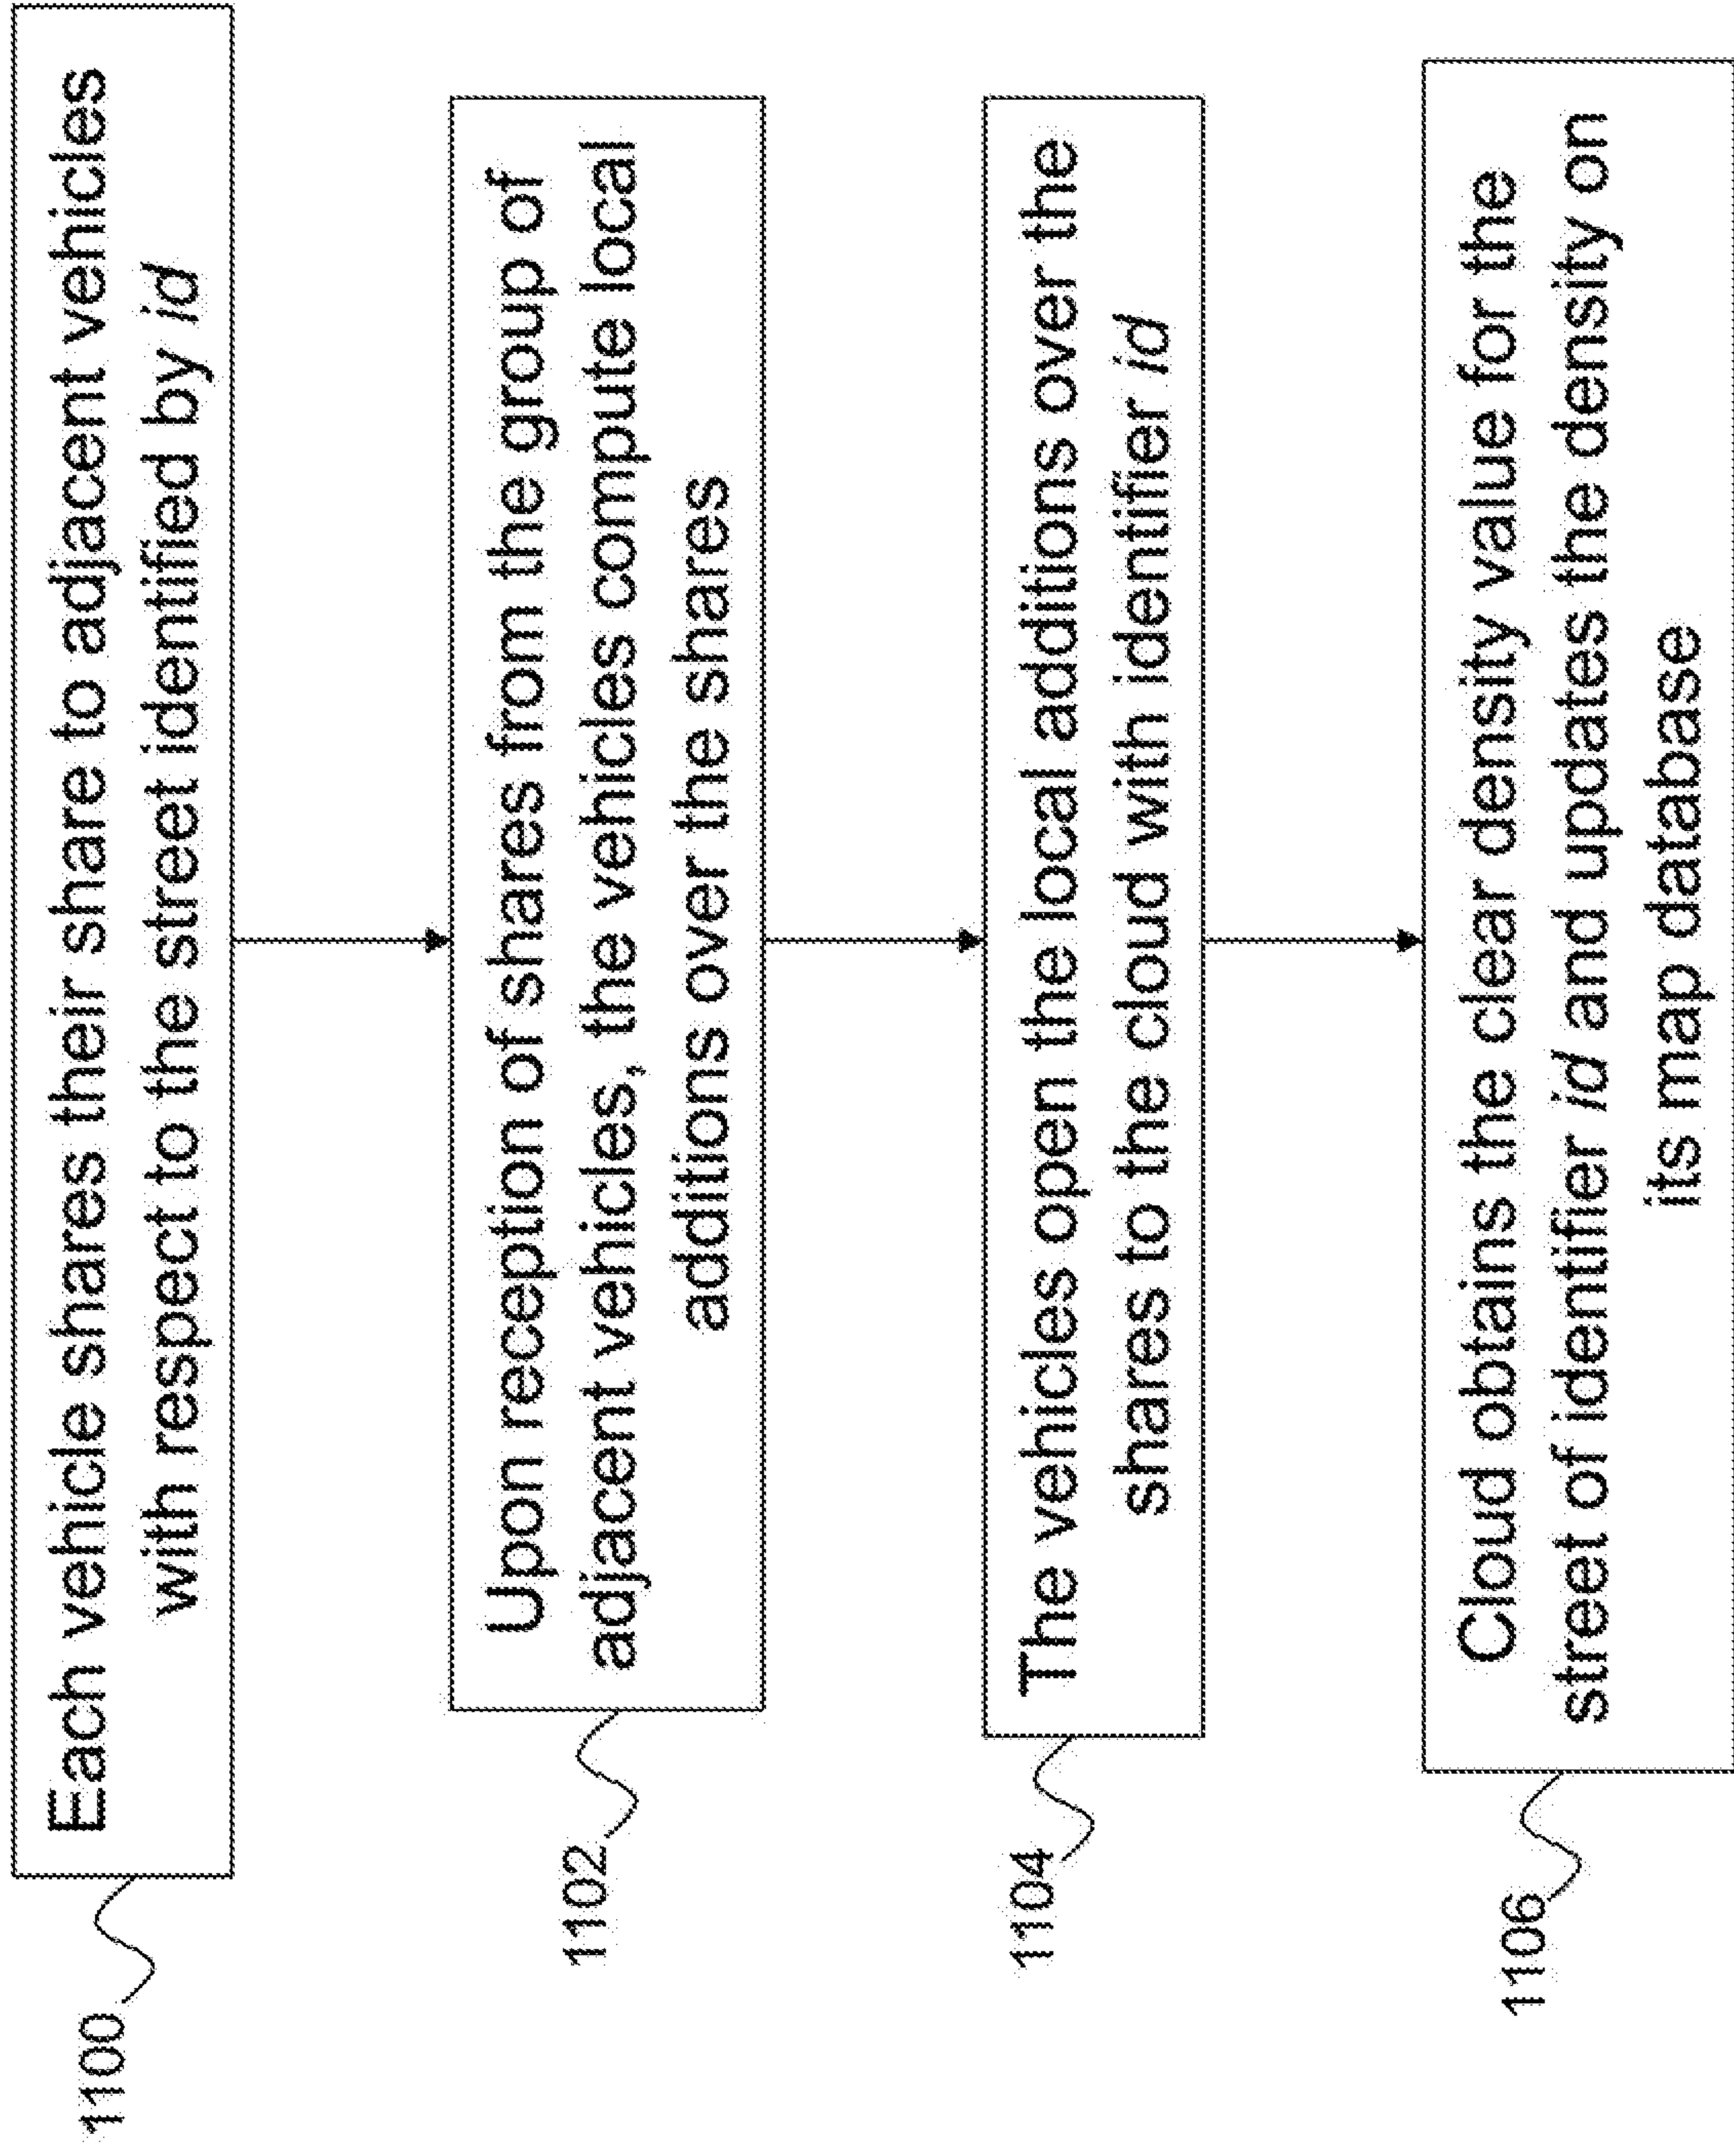 Each vehicle shares their share to adjacent vehicles
with respect to the street identified by id
1100
Upon reception of shares from the group of
adjacent vehicles, the vehicles compute local
additions over the shares
1102
The vehicles open the local additions over the
shares to the cloud with identifier id
1104
Cloud obtains the clear density value for the
street of identifier id and updates the density on
its map database
1106